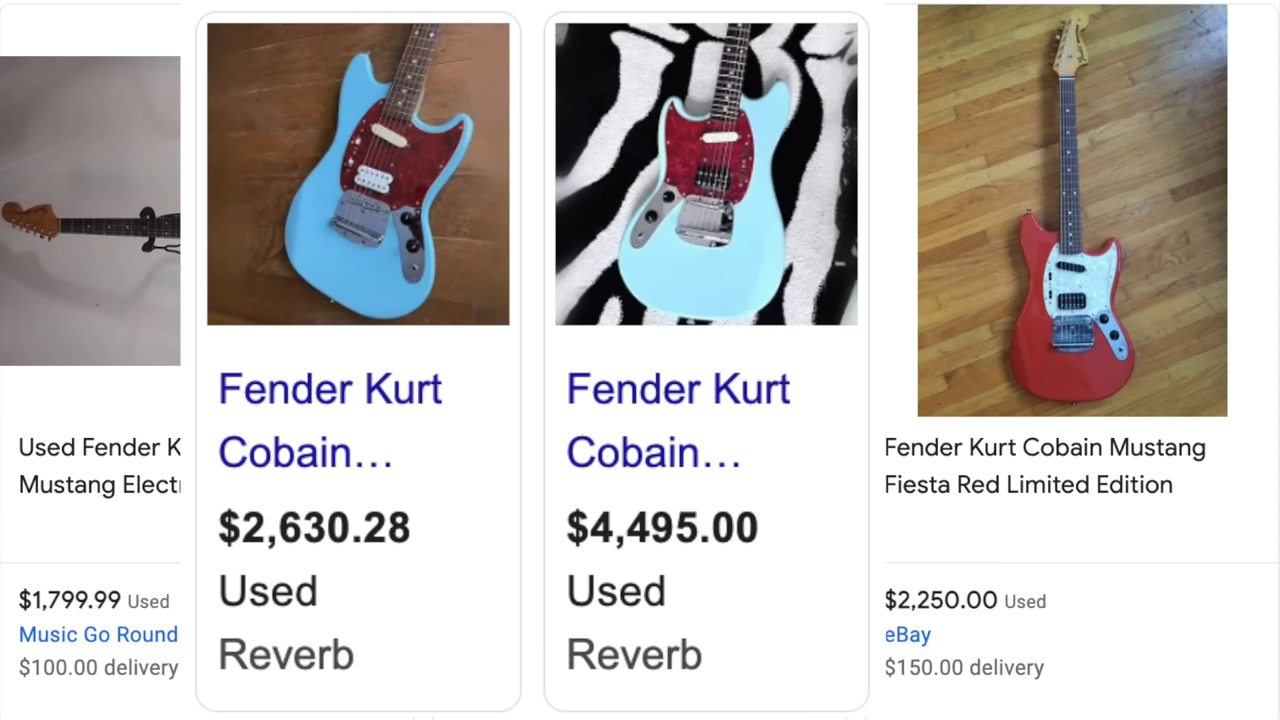 Used Fender K
Mustang Elect
$1,799.99 Used
Music Go Round
$100.00 delivery
Fender Kurt
Cobain…
$2,630.28
Used
Reverb
Fender Kurt
Cobain…
$4,495.00
Used
Reverb
Fender Kurt Cobain Mustang
Fiesta Red Limited Edition
$2,250.00 Used
eBay
$150.00 delivery